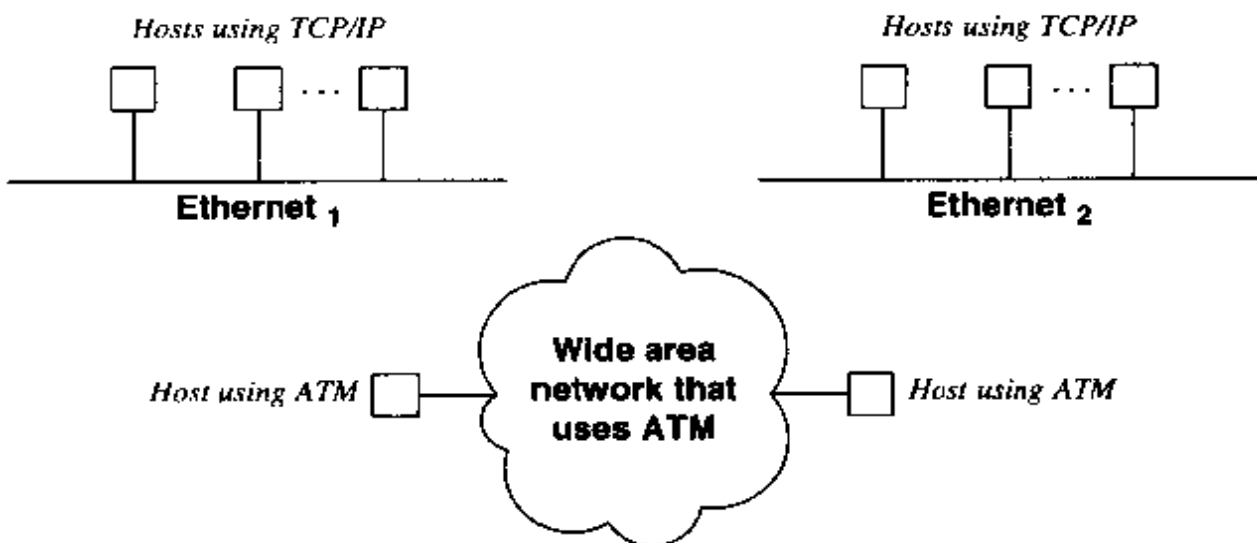 Hosts using TCP/IP
Hosts using TCP/IP
...
...
Ethernet 1
Ethernet 2
Wide area
network that
uses ATM
Host using ATM
Host using ATM